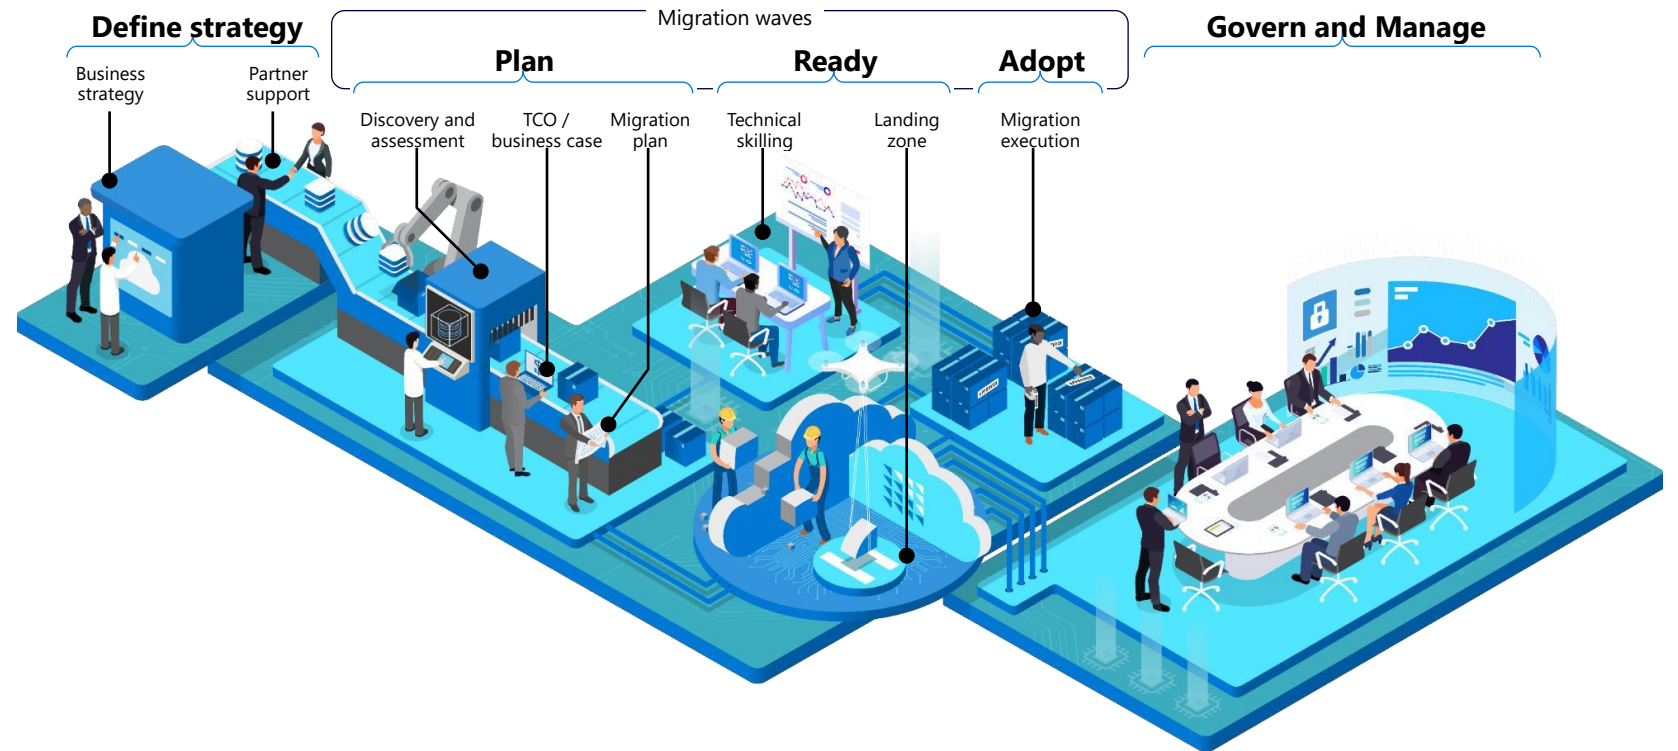 Migration waves
Define strategy
Govern and Manage
Plan
Ready
Adopt
Business
strategy
Partner
support
Discovery and
assessment
TCO /
business case
Migration
plan
Technical
skilling
Landing
zone
Migration
execution